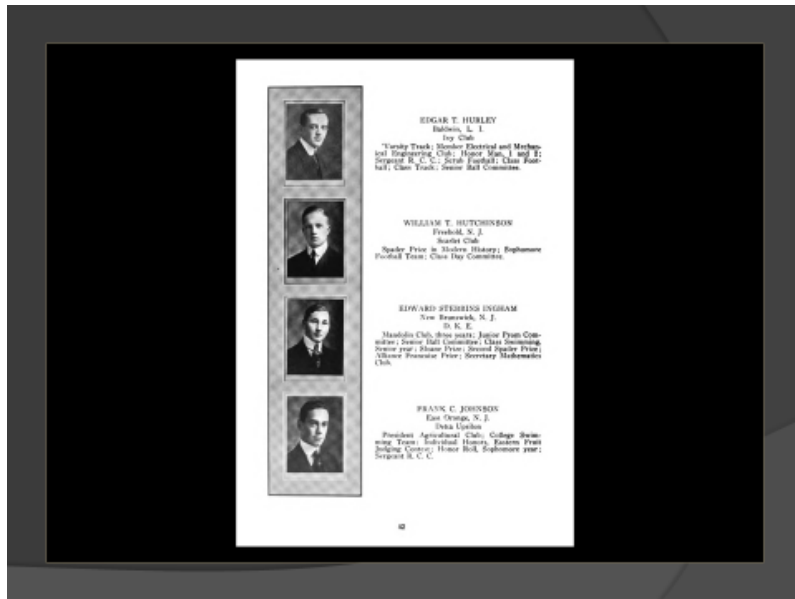 EDGAR T. HURLEY
Baldwin, L. I.
Ivy Club
'Varsity Track; Member Electrical and Mechan-
ical Engineering Club; Honor Man, 1 and 2;
Sergeant R. C. C.; Scrub Football; Class Foot-
ball; Class Track; Senior Ball Committee.
WILLIAM T. HUTCHINSON
Freehold, N. J.
Scarlet Club
Spader Prize in Modern History; Sophomore
Football Team; Class Day Committee.
EDWARD STEBBINS INGHAM
New Brunswick, N. J.
D. K. E.
Mandolin Club, three years; Junior Prom Com-
mittee; Senior Ball Committee; Class Swimming,
Senior year; Sloane Prize; Second Spader Prize;
Alliance Francaise Prize; Secretary Mathematics
Club.
FRANK C. JOHNSON
East Orange, N. J.
Delta Upsilon
President Agricultural Club; College Swim-
ming Team; Individual Honors, Eastern Fruit
Judging Contest; Honor Roll, Sophomore year;
Sergeant R. C. C.
62